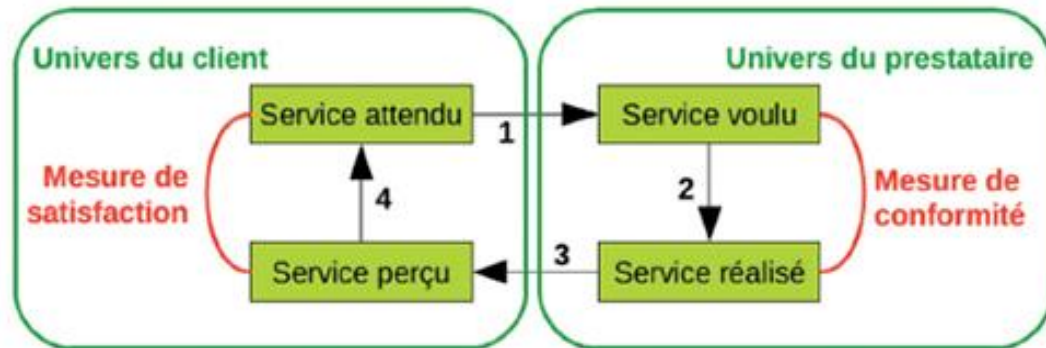 Univers du client
Univers du prestataire
Service attendu
1
Service voulu
Mesure de
satisfaction
4
2
Mesure de
conformité
Service perçu
3
Service réalisé